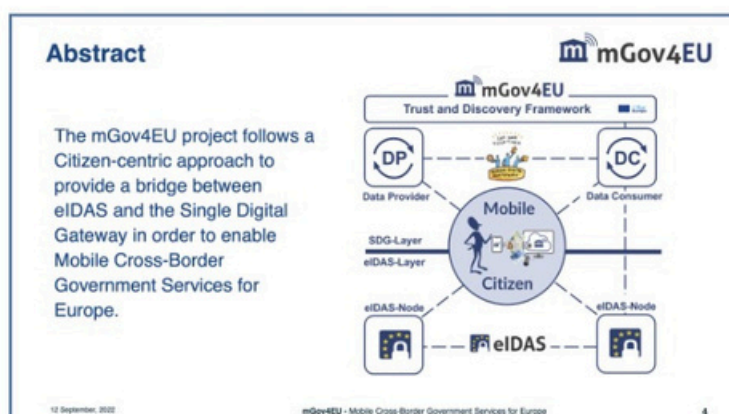 Abstract
mGov4EU
The mGov4EU project follows a
Citizen-centric approach to
provide a bridge between
eIDAS and the Single Digital
Gateway in order to enable
Mobile Cross-Border
Government Services for
Europe.
mGov4EU
Trust and Discovery Framework
DP
DC
Data Provider
Data Consumer
Mobile
SDG-Layer
eIDAS-Layer
Citizen
eIDAS-Node
eIDAS-Node
eIDAS
12 September, 2022
mGov4EU - Mobile Cross-Border Government Services for Europe
4